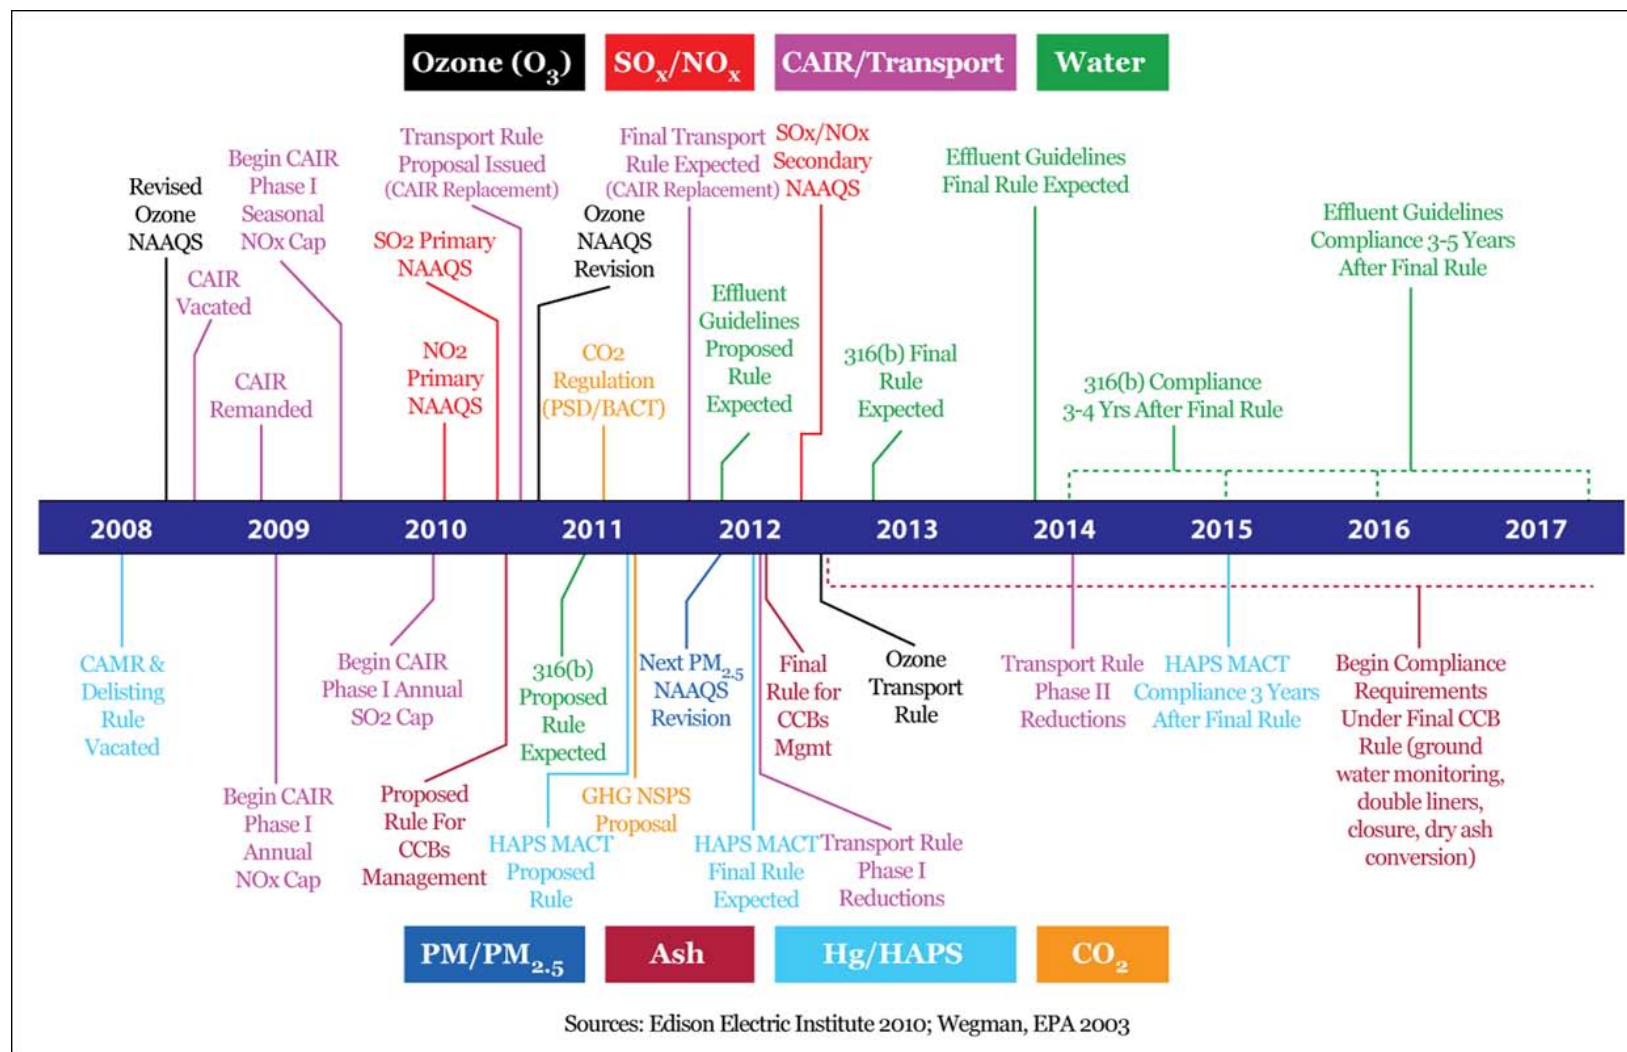 Ozone (O3)
SOx/NOx
CAIR/Transport
Water
Revised
Ozone
NAAQS
CAIR
Vacated
Begin CAIR
Phase I
Seasonal
NOx Cap
CAIR
Remanded
Transport Rule
Proposal Issued
(CAIR Replacement)
SO2 Primary
NAAQS
NO2
Primary
NAAQS
Ozone
NAAQS
Revision
CO2
Regulation
(PSD/BACT)
Final Transport
Rule Expected
(CAIR Replacement)
Effluent
Guidelines
Proposed
Rule
Expected
SOx/NOx
Secondary
NAAQS
316(b) Final
Rule
Expected
Effluent Guidelines
Final Rule Expected
316(b) Compliance
3-4 Yrs After Final Rule
Effluent Guidelines
Compliance 3-5 Years
After Final Rule
2008
2009
2010
2011
2012
2013
2014
2015
2016
2017
CAMR &
Delisting
Rule
Vacated
Begin CAIR
Phase I
Annual
NOx Cap
Begin CAIR
Phase I Annual
SO2 Cap
Proposed
Rule For
CCBs
Management
316(b)
Proposed
Rule
Expected
HAPS MACT
Proposed
Rule
GHG NSPS
Proposal
Next PM2.5
NAAQS
Revision
HAPS MACT
Final Rule
Expected
Final
Rule for
CCBs
Mgmt
Transport Rule
Phase I
Reductions
Ozone
Transport
Rule
Transport Rule
Phase II
Reductions
HAPS MACT
Compliance 3 Years
After Final Rule
Begin Compliance
Requirements
Under Final CCB
Rule (ground
water monitoring,
double liners,
closure, dry ash
conversion)
PM/PM2.5
Ash
Hg/HAPS
CO2
Sources: Edison Electric Institute 2010; Wegman, EPA 2003